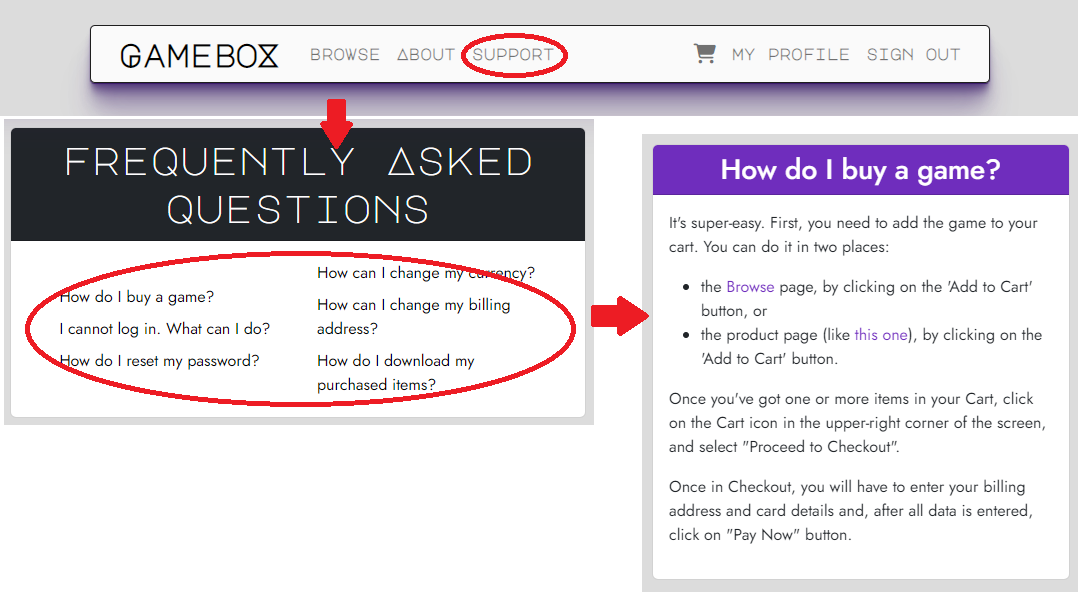 GAMEBOX BROWSE ABOUT SUPPORT MY PROFILE SIGN OUT
FREQUENTLY ASKED
QUESTIONS
How do I buy a game?
I cannot log in. What can I do?
How do I reset my password?
How can I change my currency?
How can I change my billing
address?
How do I download my
purchased items?
How do I buy a game?
It's super-easy. First, you need to add the game to your
cart. You can do it in two places:
• the Browse page, by clicking on the 'Add to Cart'
button, or
• the product page (like this one), by clicking on the
'Add to Cart' button.
Once you've got one or more items in your Cart, click
on the Cart icon in the upper-right corner of the screen,
and select "Proceed to Checkout".
Once in Checkout, you will have to enter your billing
address and card details and, after all data is entered,
click on "Pay Now" button.